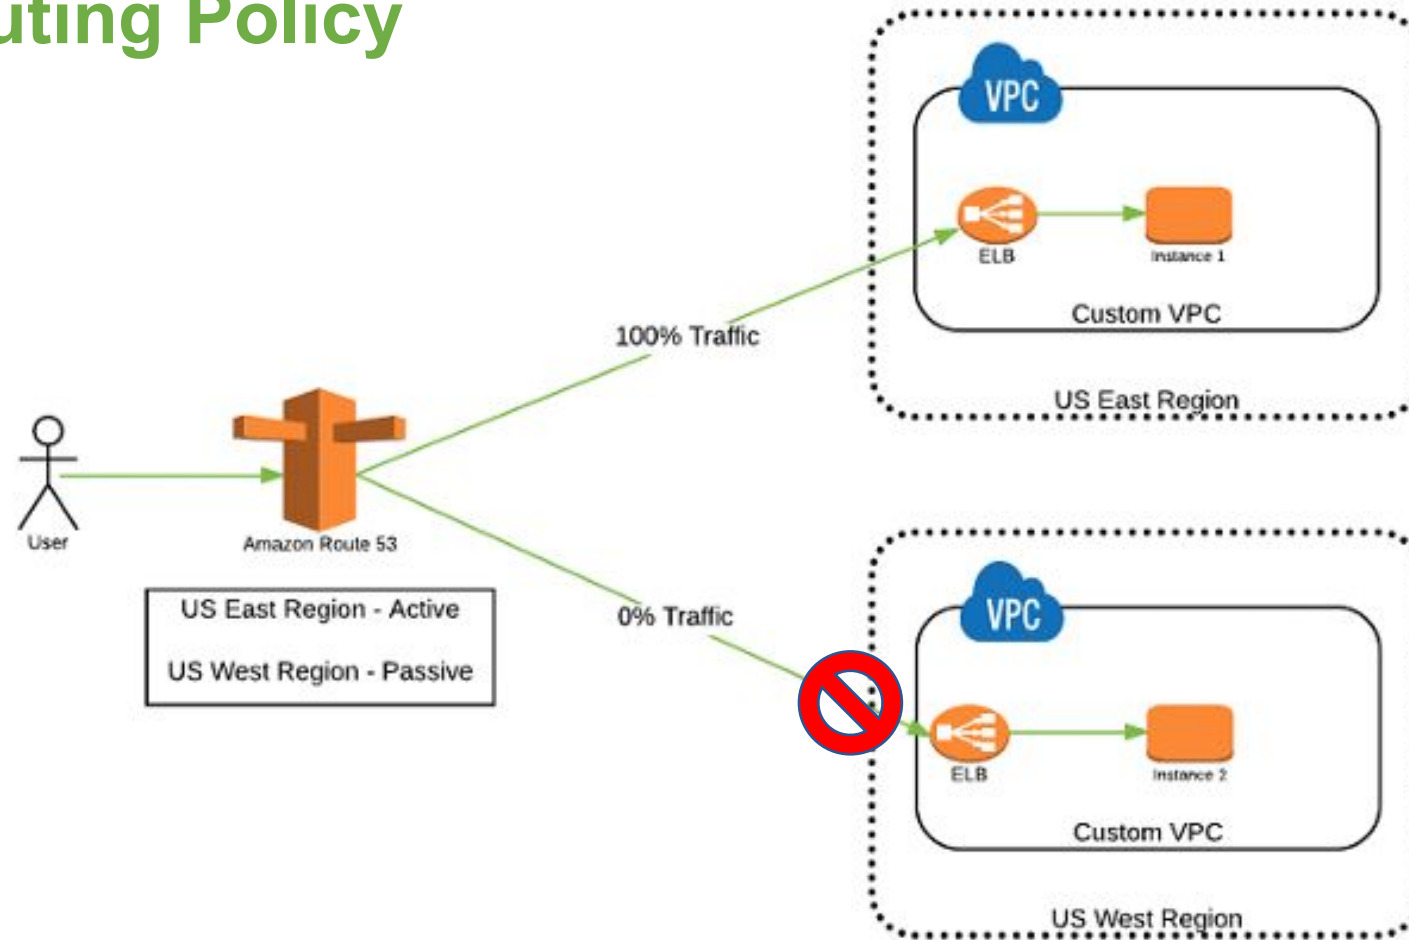 uting Policy
VPC
ELB
Instance 1
Custom VPC
100% Traffic
US East Region
User
Amazon Route 53
US East Region - Active
US West Region - Passive
0% Traffic
VPC
ELB
Instance 2
Custom VPC
US West Region